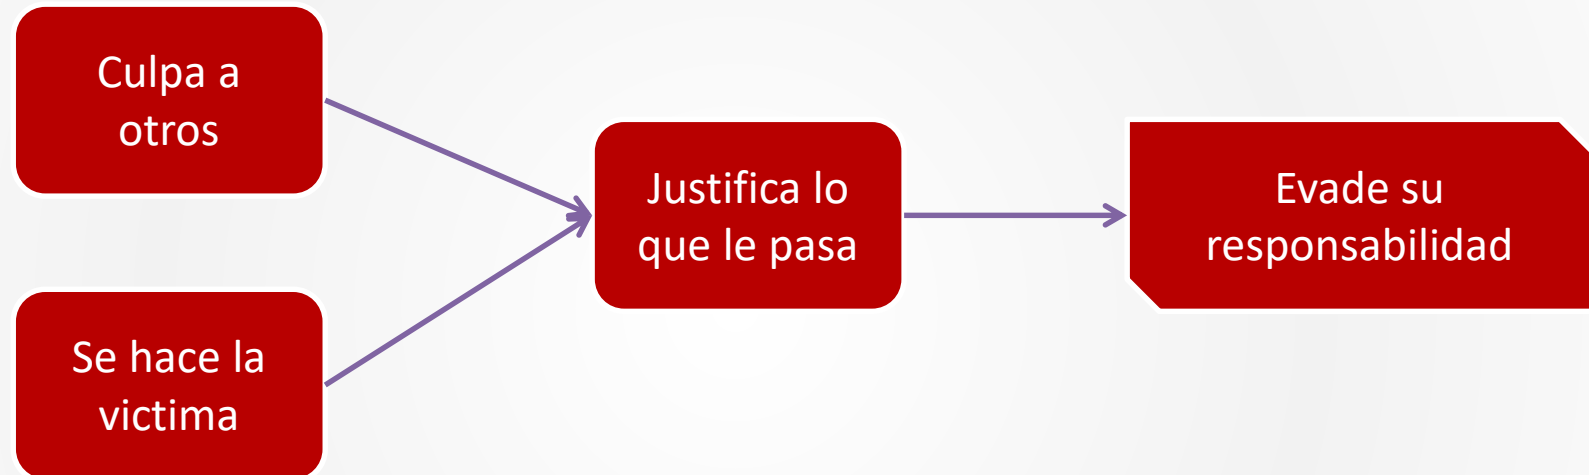 Culpa a
otros
Se hace la
victima
Justifica lo
que le pasa
Evade su
responsabilidad